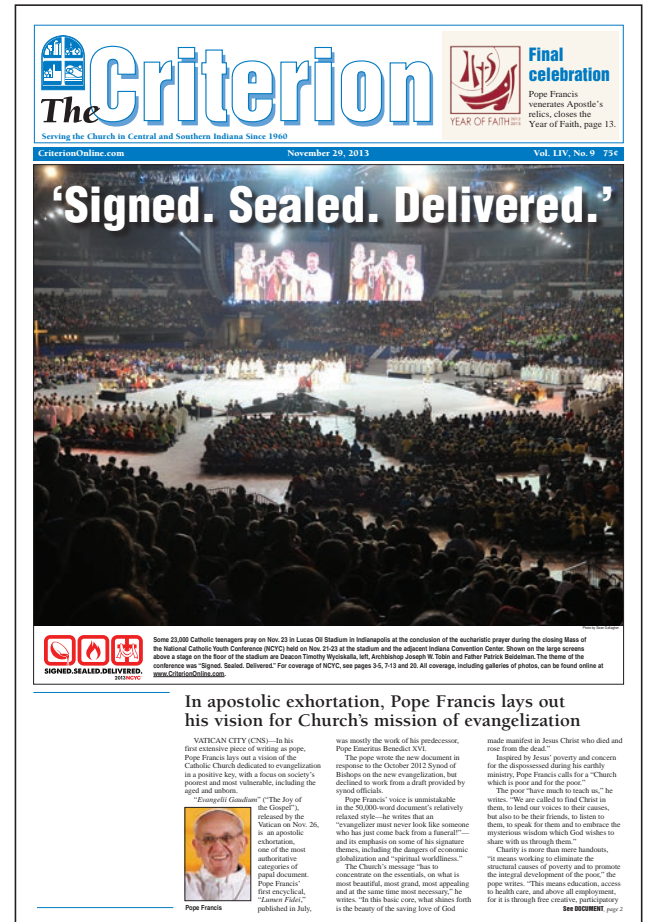 The Criterion
Serving the Church in Central and Southern Indiana Since 1960
YEAR OF FAITH
Final
celebration
Pope Francis
venerates Apostle's
relics, closes the
Year of Faith, page 13.
CriterionOnline.com November 29, 2013 Vol. LIV, No. 9 75¢
'Signed. Sealed. Delivered.'
Photo by Sean Gallagher
SIGNED.SEALED.DELIVERED.
2013NCYC
Some 23,000 Catholic teenagers pray on Nov. 23 in Lucas Oil Stadium in Indianapolis at the conclusion of the eucharistic prayer during the closing Mass of
the National Catholic Youth Conference (NCYC) held on Nov. 21-23 at the stadium and the adjacent Indiana Convention Center. Shown on the large screens
above a stage on the floor of the stadium are Deacon Timothy Wyciskalla, left, Archbishop Joseph W. Tobin and Father Patrick Beidelman. The theme of the
conference was "Signed. Sealed. Delivered." For coverage of NCYC, see pages 3-5, 7-13 and 20. All coverage, including galleries of photos, can be found online at
www.CriterionOnline.com.
In apostolic exhortation, Pope Francis lays out
his vision for Church's mission of evangelization
VATICAN CITY (CNS)—In his
first extensive piece of writing as pope,
Pope Francis lays out a vision of the
Catholic Church dedicated to evangelization
in a positive key, with a focus on society's
poorest and most vulnerable, including the
aged and unborn.
"Evangelii Gaudium" ("The Joy of
the Gospel"),
released by the
Vatican on Nov. 26,
is an apostolic
exhortation,
one of the most
authoritative
categories of
papal document.
Pope Francis'
first encyclical,
"Lumen Fidei,"
published in July,
Pope Francis
was mostly the work of his predecessor,
Pope Emeritus Benedict XVI.
The pope wrote the new document in
response to the October 2012 Synod of
Bishops on the new evangelization, but
declined to work from a draft provided by
synod officials.
Pope Francis' voice is unmistakable
in the 50,000-word document's relatively
relaxed style—he writes that an
"evangelizer must never look like someone
who has just come back from a funeral!"—
and its emphasis on some of his signature
themes, including the dangers of economic
globalization and "spiritual worldliness."
The Church's message "has to
concentrate on the essentials, on what is
most beautiful, most grand, most appealing
and at the same time most necessary," he
writes. "In this basic core, what shines forth
is the beauty of the saving love of God
made manifest in Jesus Christ who died and
rose from the dead."
Inspired by Jesus' poverty and concern
for the dispossessed during his earthly
ministry, Pope Francis calls for a "Church
which is poor and for the poor."
The poor "have much to teach us," he
writes. "We are called to find Christ in
them, to lend our voices to their causes,
but also to be their friends, to listen to
them, to speak for them and to embrace the
mysterious wisdom which God wishes to
share with us through them."
Charity is more than mere handouts,
"it means working to eliminate the
structural causes of poverty and to promote
the integral development of the poor," the
pope writes. "This means education, access
to health care, and above all employment,
for it is through free creative, participatory
See DOCUMENT, page 2